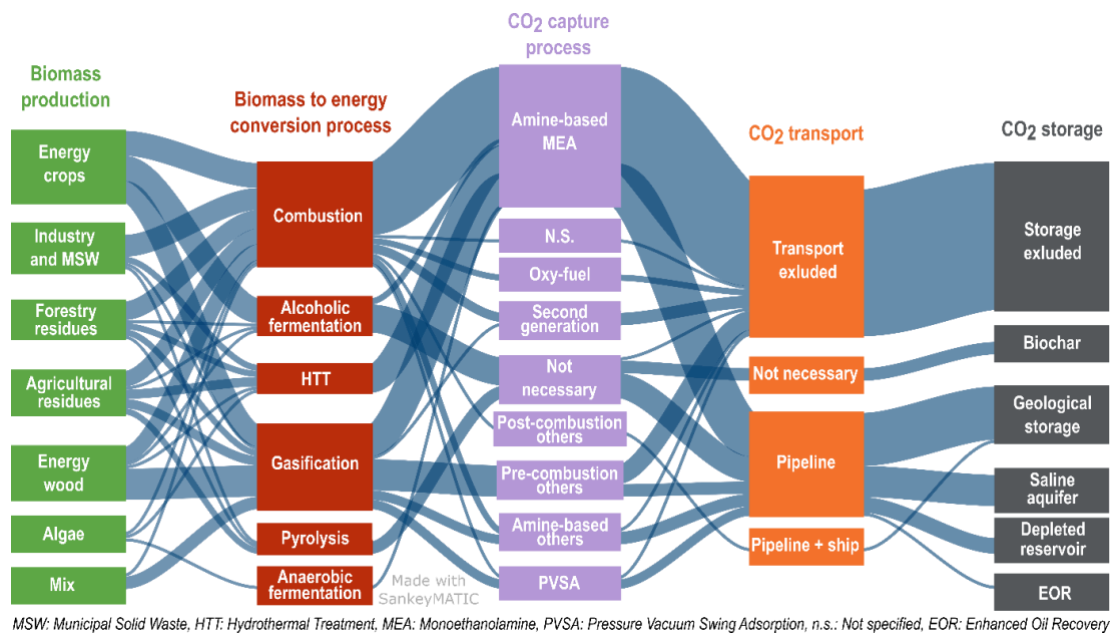 Biomass
production
Energy
crops
Industry
and MSW
Forestry
residues
Agricultural
residues
Energy
wood
Algae
Mix
Biomass to energy
conversion process
Combustion
Alcoholic
fermentation
HTT
Gasification
Pyrolysis
Anaerobic
fermentation
Made with
SankeyMATIC
CO2 capture
process
Amine-based
MEA
N.S.
Oxy-fuel
Second
generation
Not
necessary
Post-combustion
others
Pre-combustion
others
Amine-based
others
PVSA
CO2 transport
Transport
exluded
Not necessary
Pipeline
Pipeline + ship
CO2 storage
Storage
exluded
Biochar
Geological
storage
Saline
aquifer
Depleted
reservoir
EOR
MSW: Municipal Solid Waste, HTT: Hydrothermal Treatment, MEA: Monoethanolamine, PVSA: Pressure Vacuum Swing Adsorption, n.s.: Not specified, EOR: Enhanced Oil Recovery